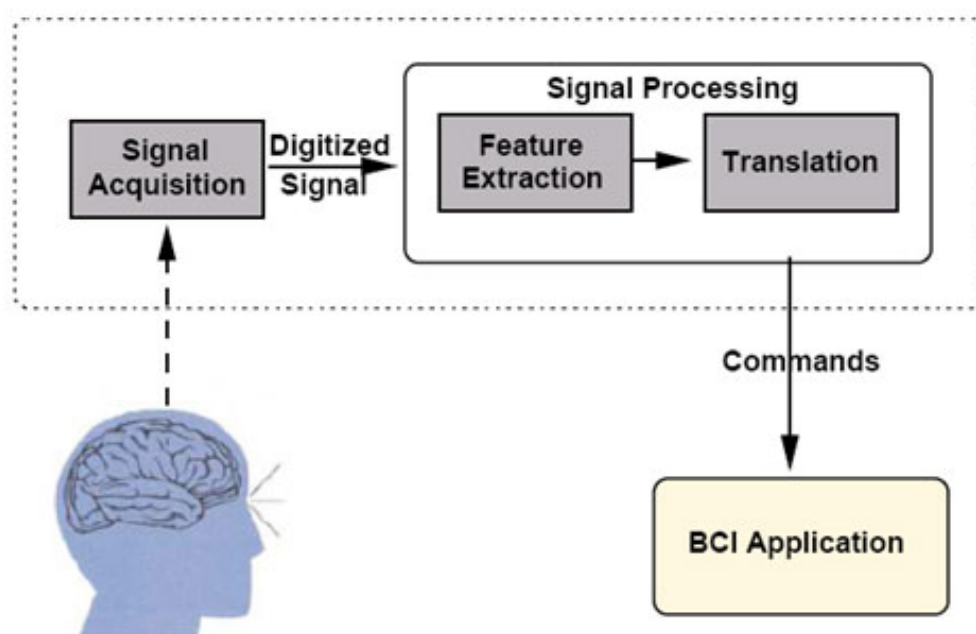 Signal Processing
Signal
Acquisition
Digitized
Signal
Feature
Extraction
Translation
Commands
BCI Application